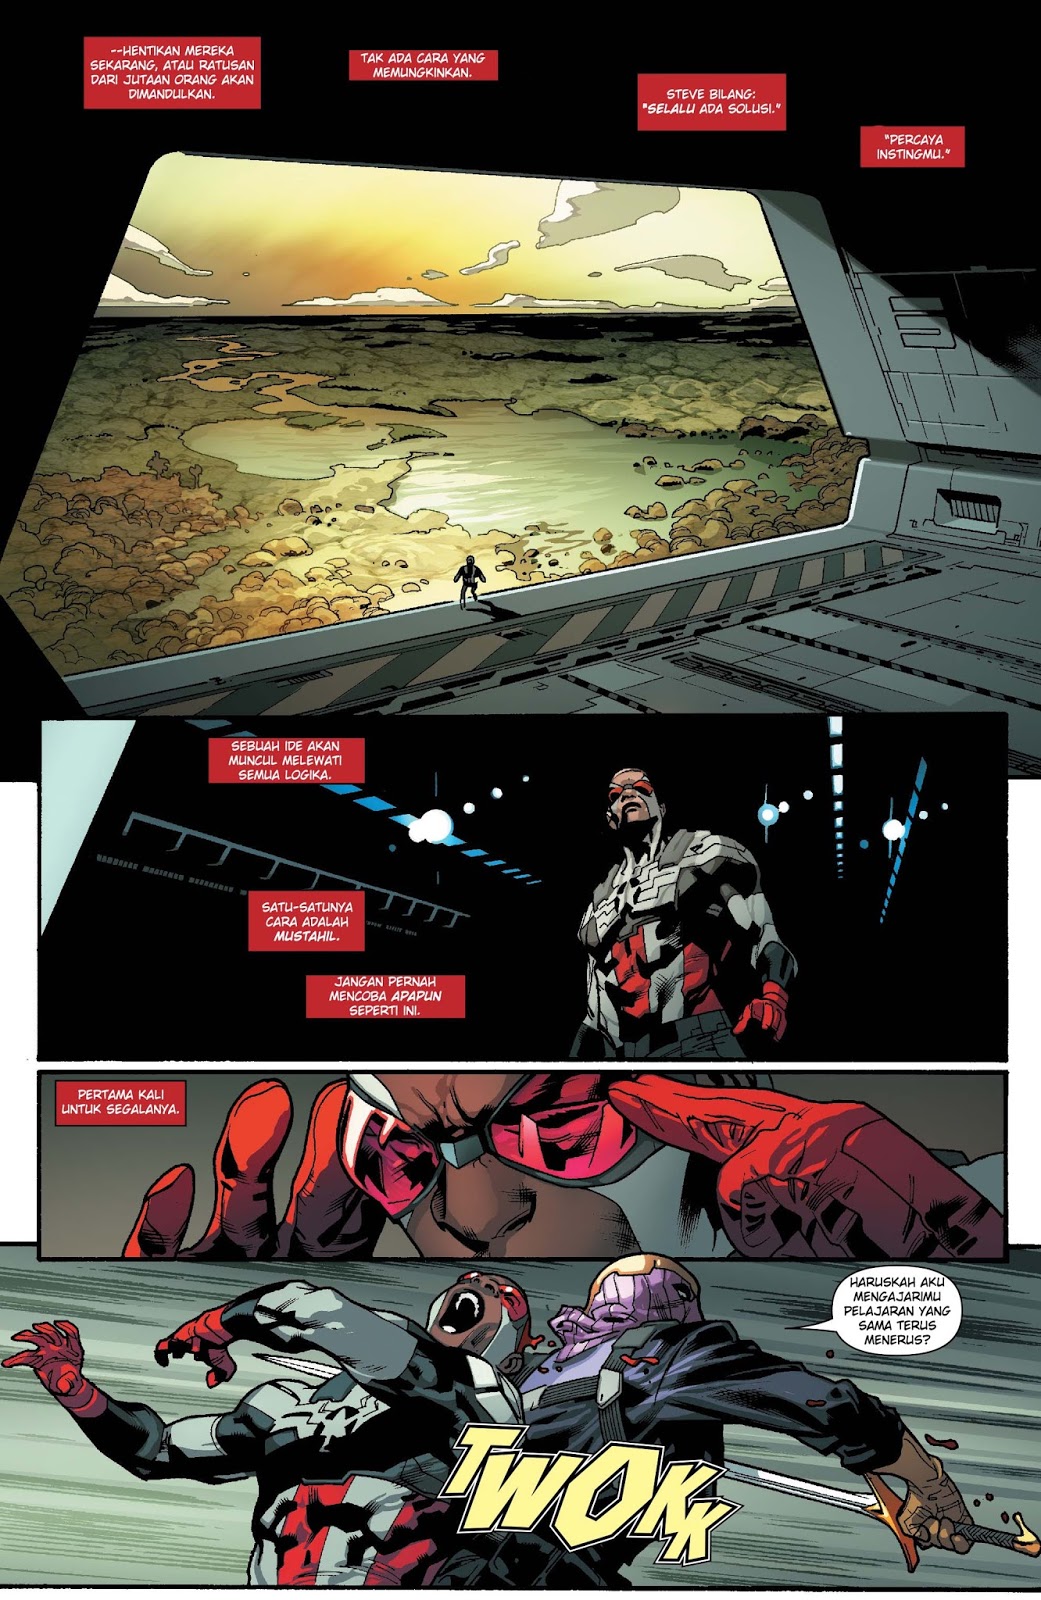 --HENTIKAN MEREKA
SEKARANG, ATAU RATUSAN
DARI JUTAAN ORANG AKAN
DIMANDULKAN.
TAK ADA CARA YANG
MEMUNGKINKAN.
STEVE BILANG:
"SELALU ADA SOLUSI."
"PERCAYA
INSTINGMU."
SEBUAH IDE AKAN
MUNCUL MELEWATI
SEMUA LOGIKA.
SATU-SATUNYA
CARA ADALAH
MUSTAHIL.
JANGAN PERNAH
MENCOBA APAPUN
SEPERTI INI.
PERTAMA KALI
UNTUK SEGALANYA.
HARUSKAH AKU
MENGAJARIMU
PELAJARAN YANG
SAMA TERUS
MENERUS?
TWOKK